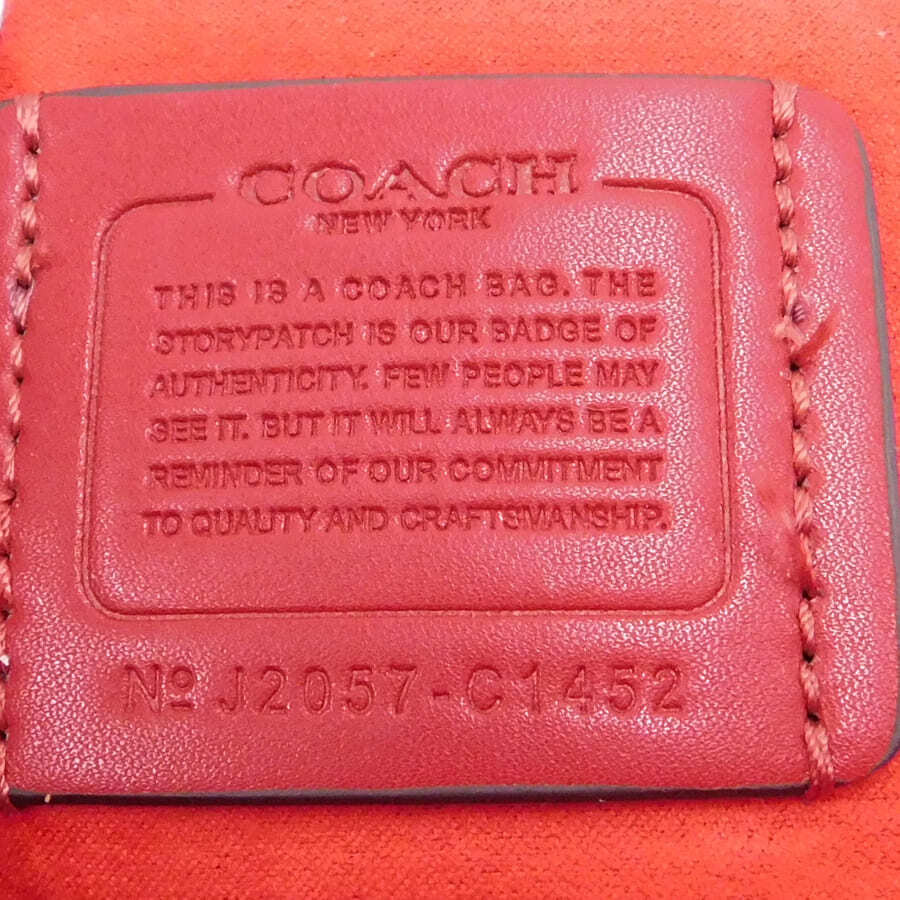 COACH
NEW YORK
THIS IS A COACH BAG. THE
STORYPATCH IS OUR BADGE OF
AUTHENTICITY. FEW PEOPLE MAY
SEE IT. BUT IT WILL ALWAYS BE A
REMINDER OF OUR COMMITMENT
TO QUALITY AND CRAFTSMANSHIP.
Nº J2057-C1452